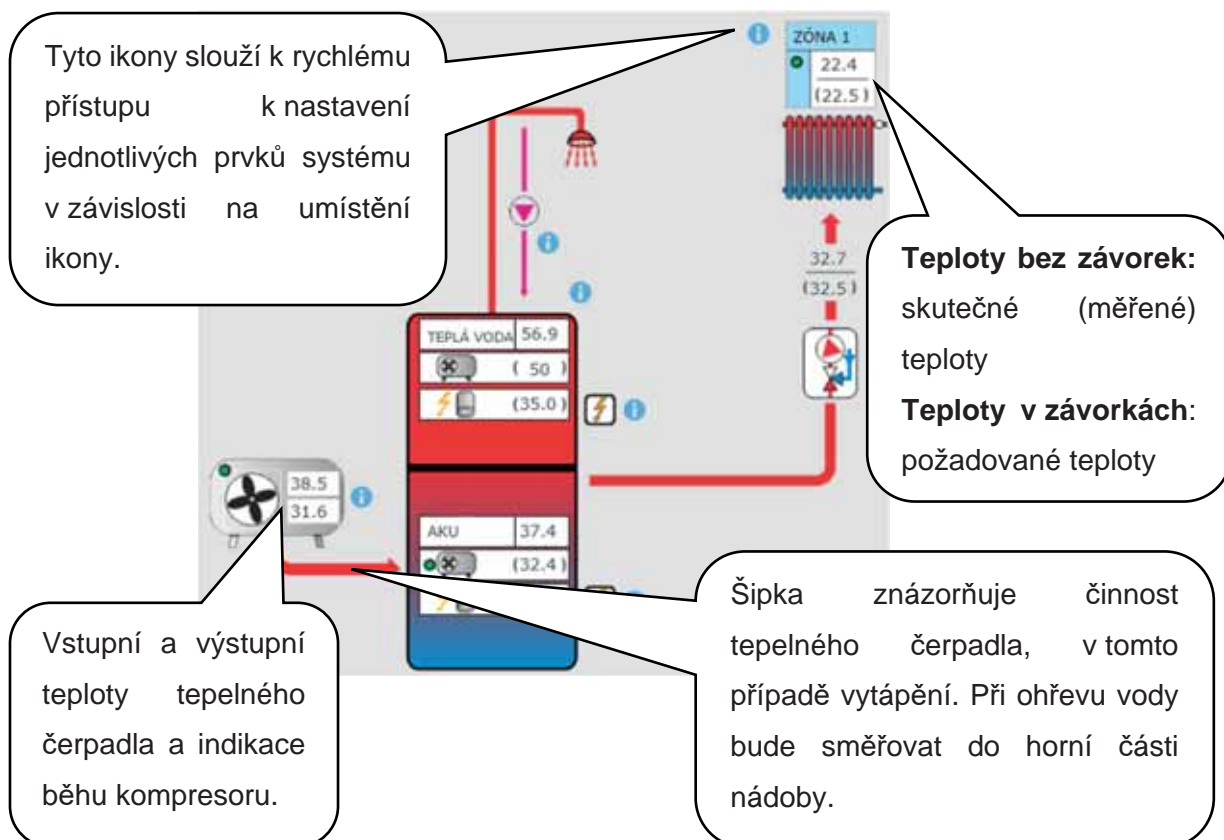 Tyto ikony slouží k rychlému
přístupu k nastavení
jednotlivých prvků systému
v závislosti na umístění
ikony.
ZÓNA 1
22.4
(22.5)
Teploty bez závorek:
skutečné (měřené)
teploty
Teploty v závorkách:
požadované teploty
32.7
(32.5)
TEPLÁ VODA 56.9
( 50 )
(35.0)
38.5
31.6
AKU 37.4
(32.4)
Vstupní a výstupní
teploty tepelného
čerpadla a indikace
běhu kompresoru.
Šipka znázorňuje činnost
tepelného čerpadla, v tomto
případě vytápění. Při ohřevu vody
bude směřovat do horní části
nádoby.